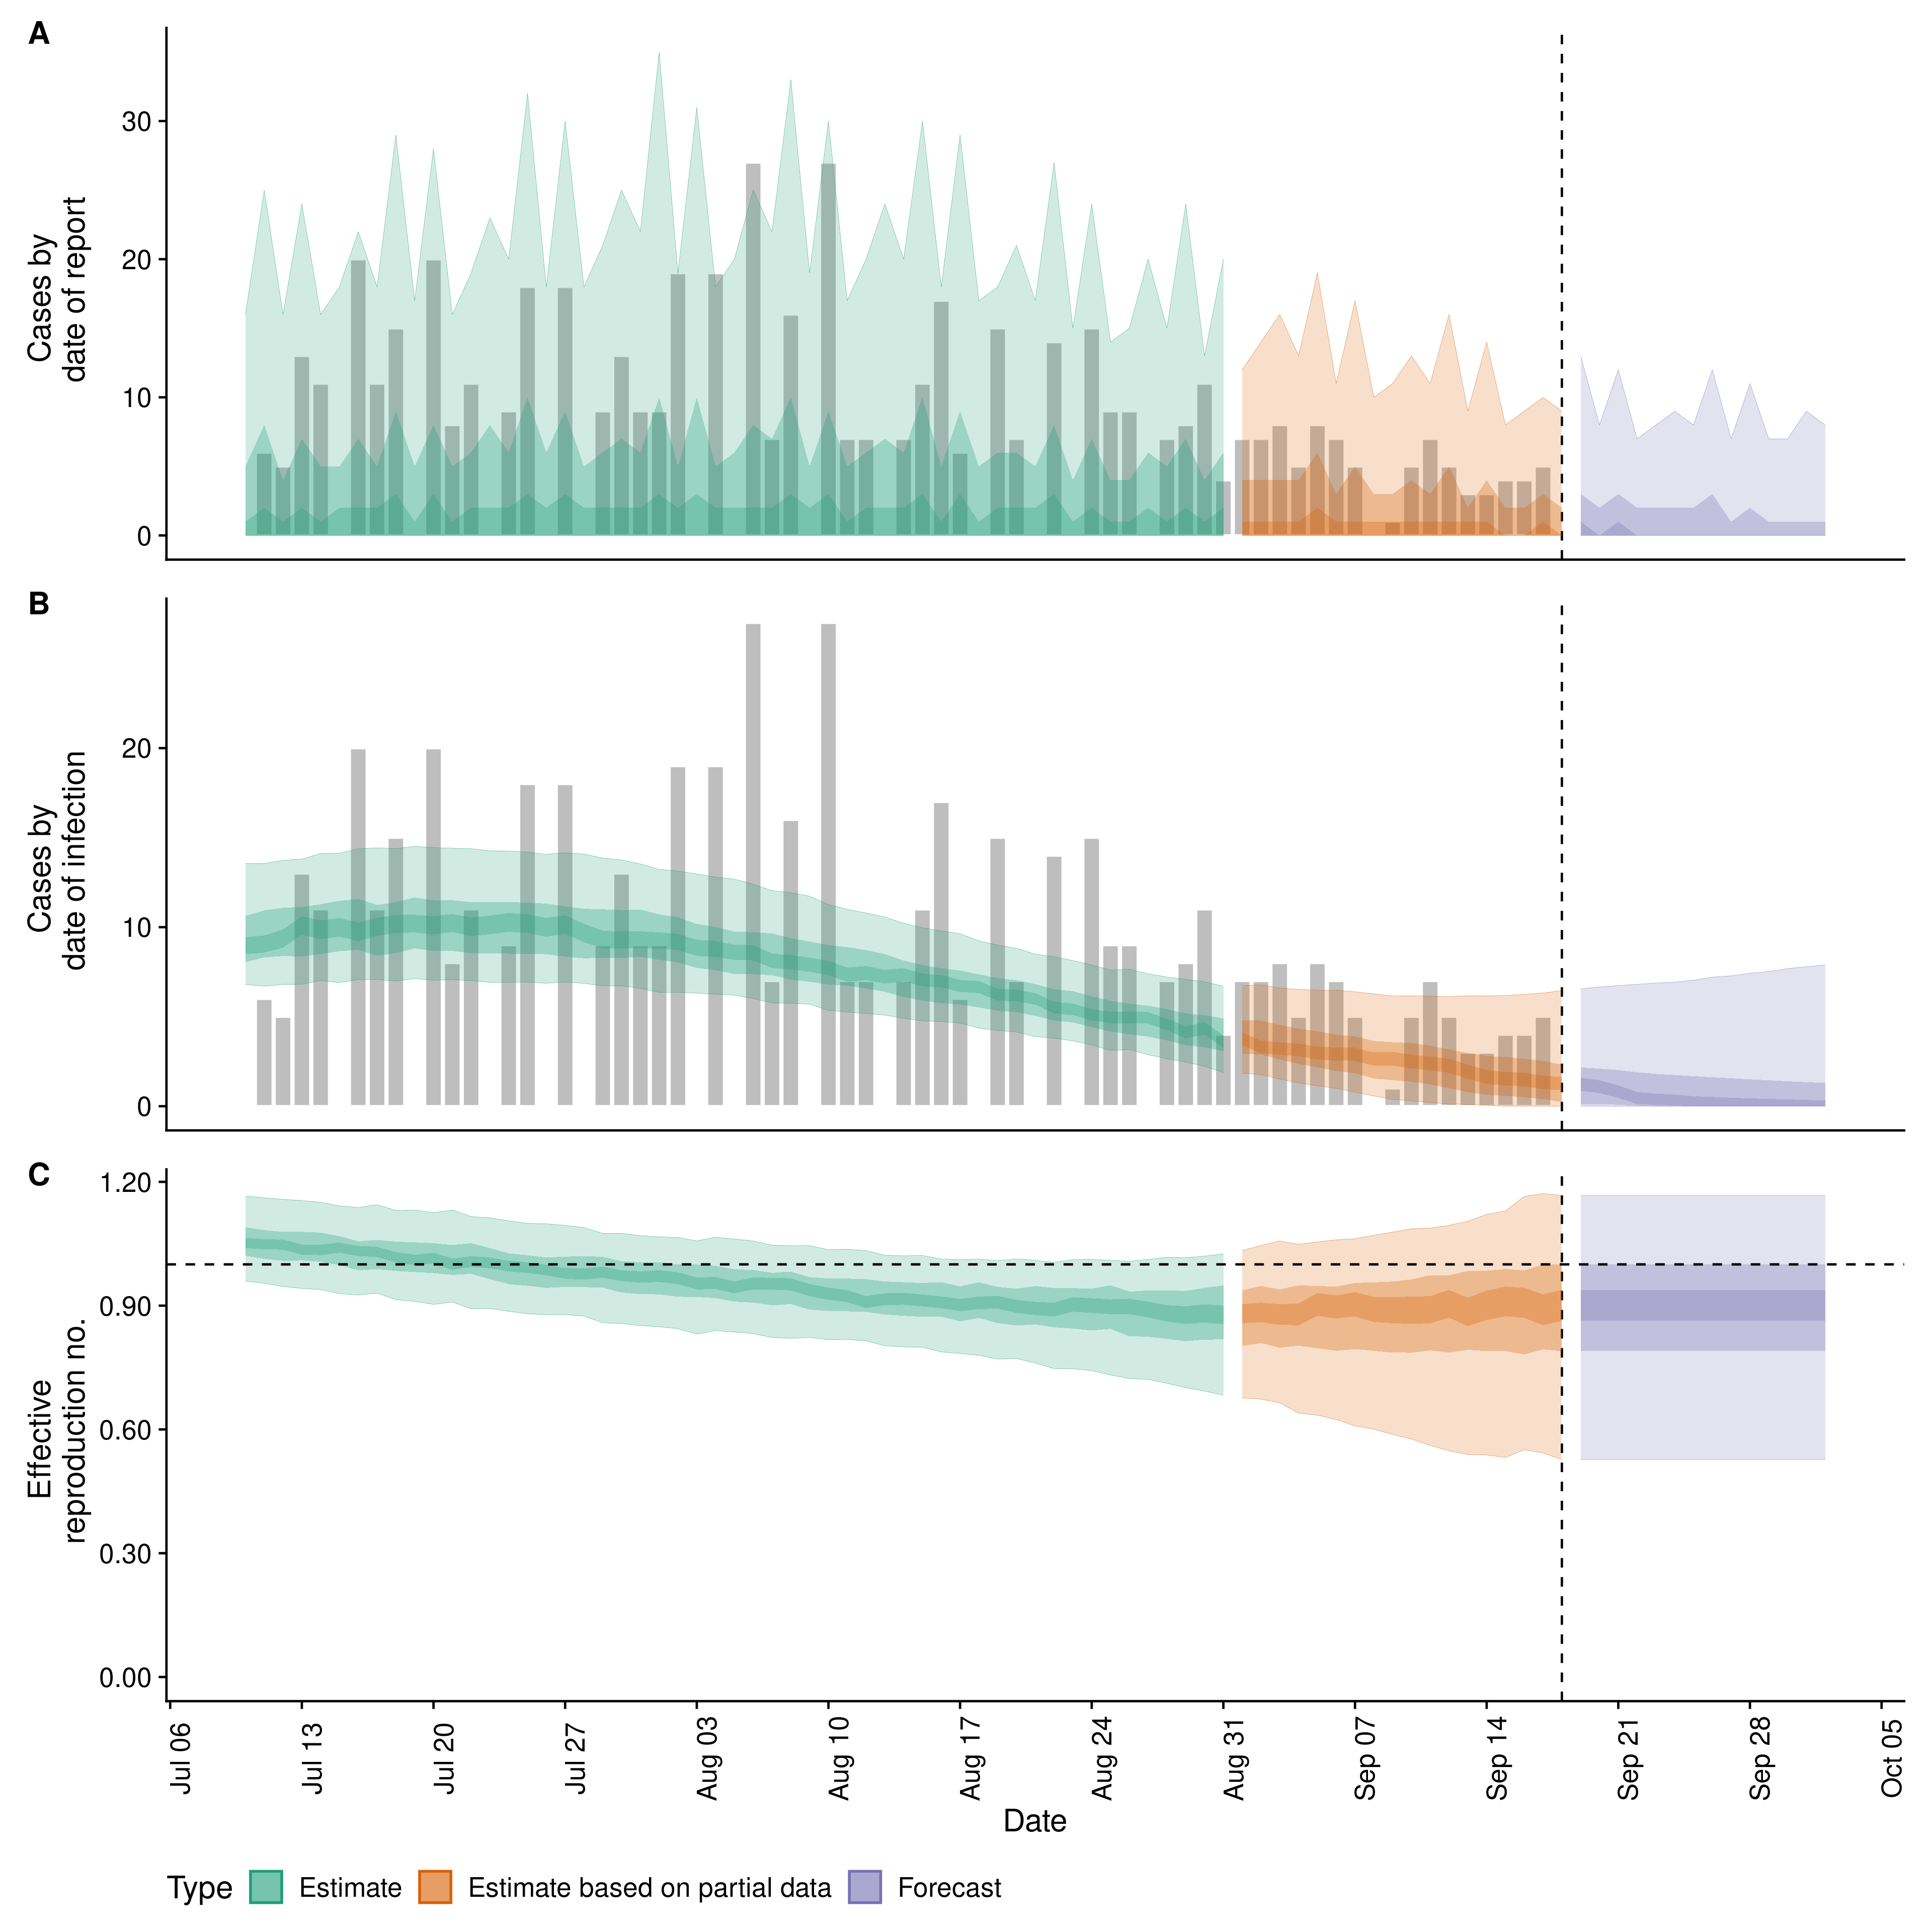 A
Cases by
date of report
30
20
10
0
B
Cases by
date of infection
20
10
0
C
Effective
reproduction no.
1.20
0.90
0.60
0.30
0.00
Jul 06
Jul 13
Jul 20
Jul 27
Aug 03
Aug 10
Aug 17
Aug 24
Aug 31
Sep 07
Sep 14
Sep 21
Sep 28
Oct 05
Date
Type Estimate Estimate based on partial data Forecast